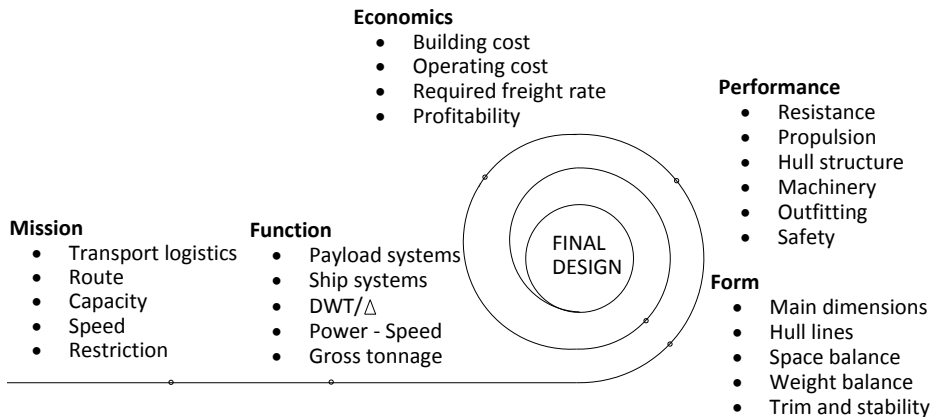 Economics
• Building cost
• Operating cost
• Required freight rate
• Profitability
Performance
• Resistance
• Propulsion
• Hull structure
• Machinery
• Outfitting
• Safety
Mission
• Transport logistics
• Route
• Capacity
• Speed
• Restriction
Function
• Payload systems
• Ship systems
• DWT/△
• Power - Speed
• Gross tonnage
FINAL
DESIGN
Form
• Main dimensions
• Hull lines
• Space balance
• Weight balance
• Trim and stability